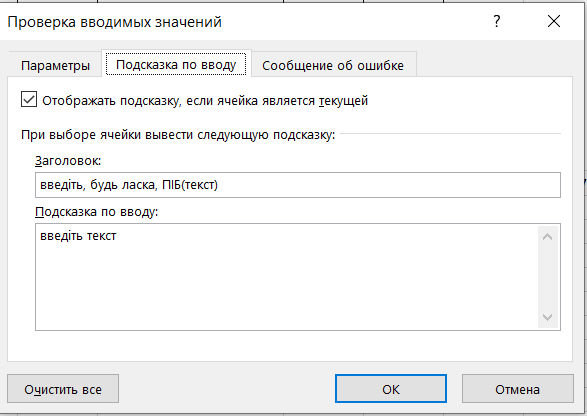 Проверка вводимых значений
Параметры
Подсказка по вводу
Сообщение об ошибке
Отображать подсказку, если ячейка является текущей
При выборе ячейки вывести следующую подсказку:
Заголовок:
введіть, будь ласка, ПІБ(текст)
Подсказка по вводу:
введіть текст
Очистить все
ОК
Отмена